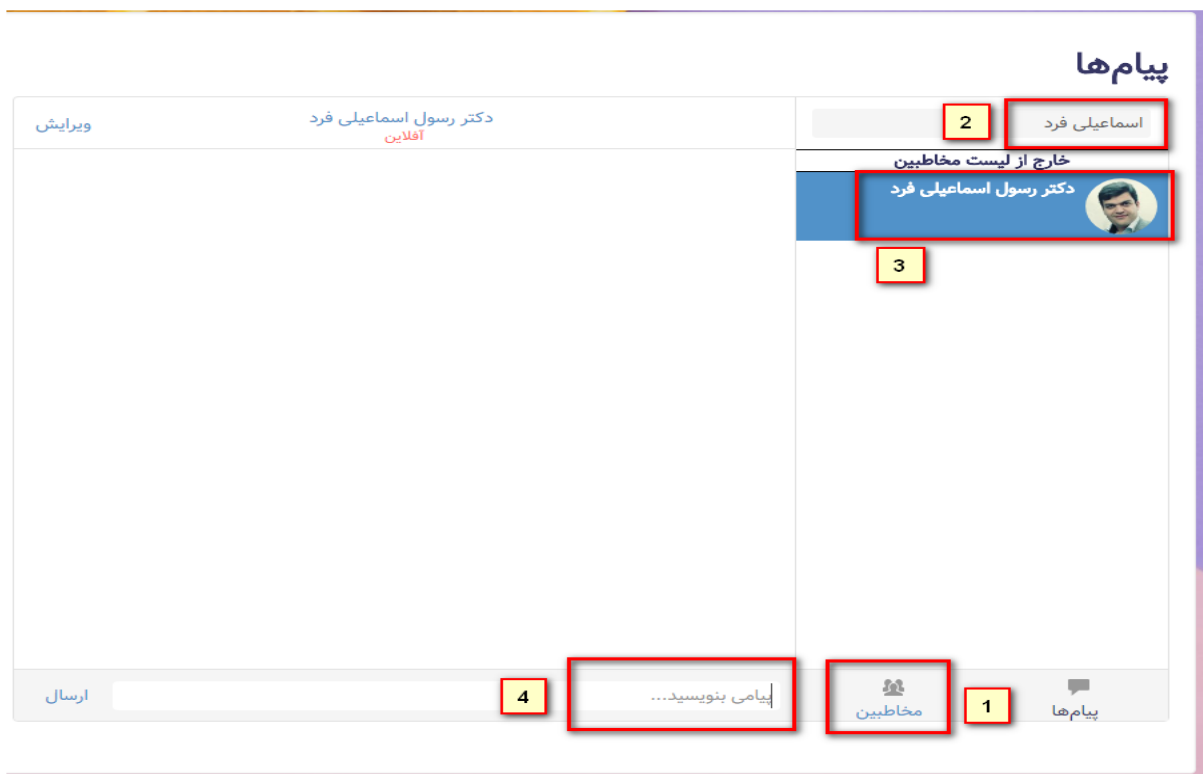 پیام‌ها
اسماعیلی فرد
2
دکتر رسول اسماعیلی فرد
آفلاین
ویرایش
خارج از لیست مخاطبین
دکتر رسول اسماعیلی فرد
3
پیام‌ها
1
مخاطبین
پیامی بنویسید...
4
ارسال